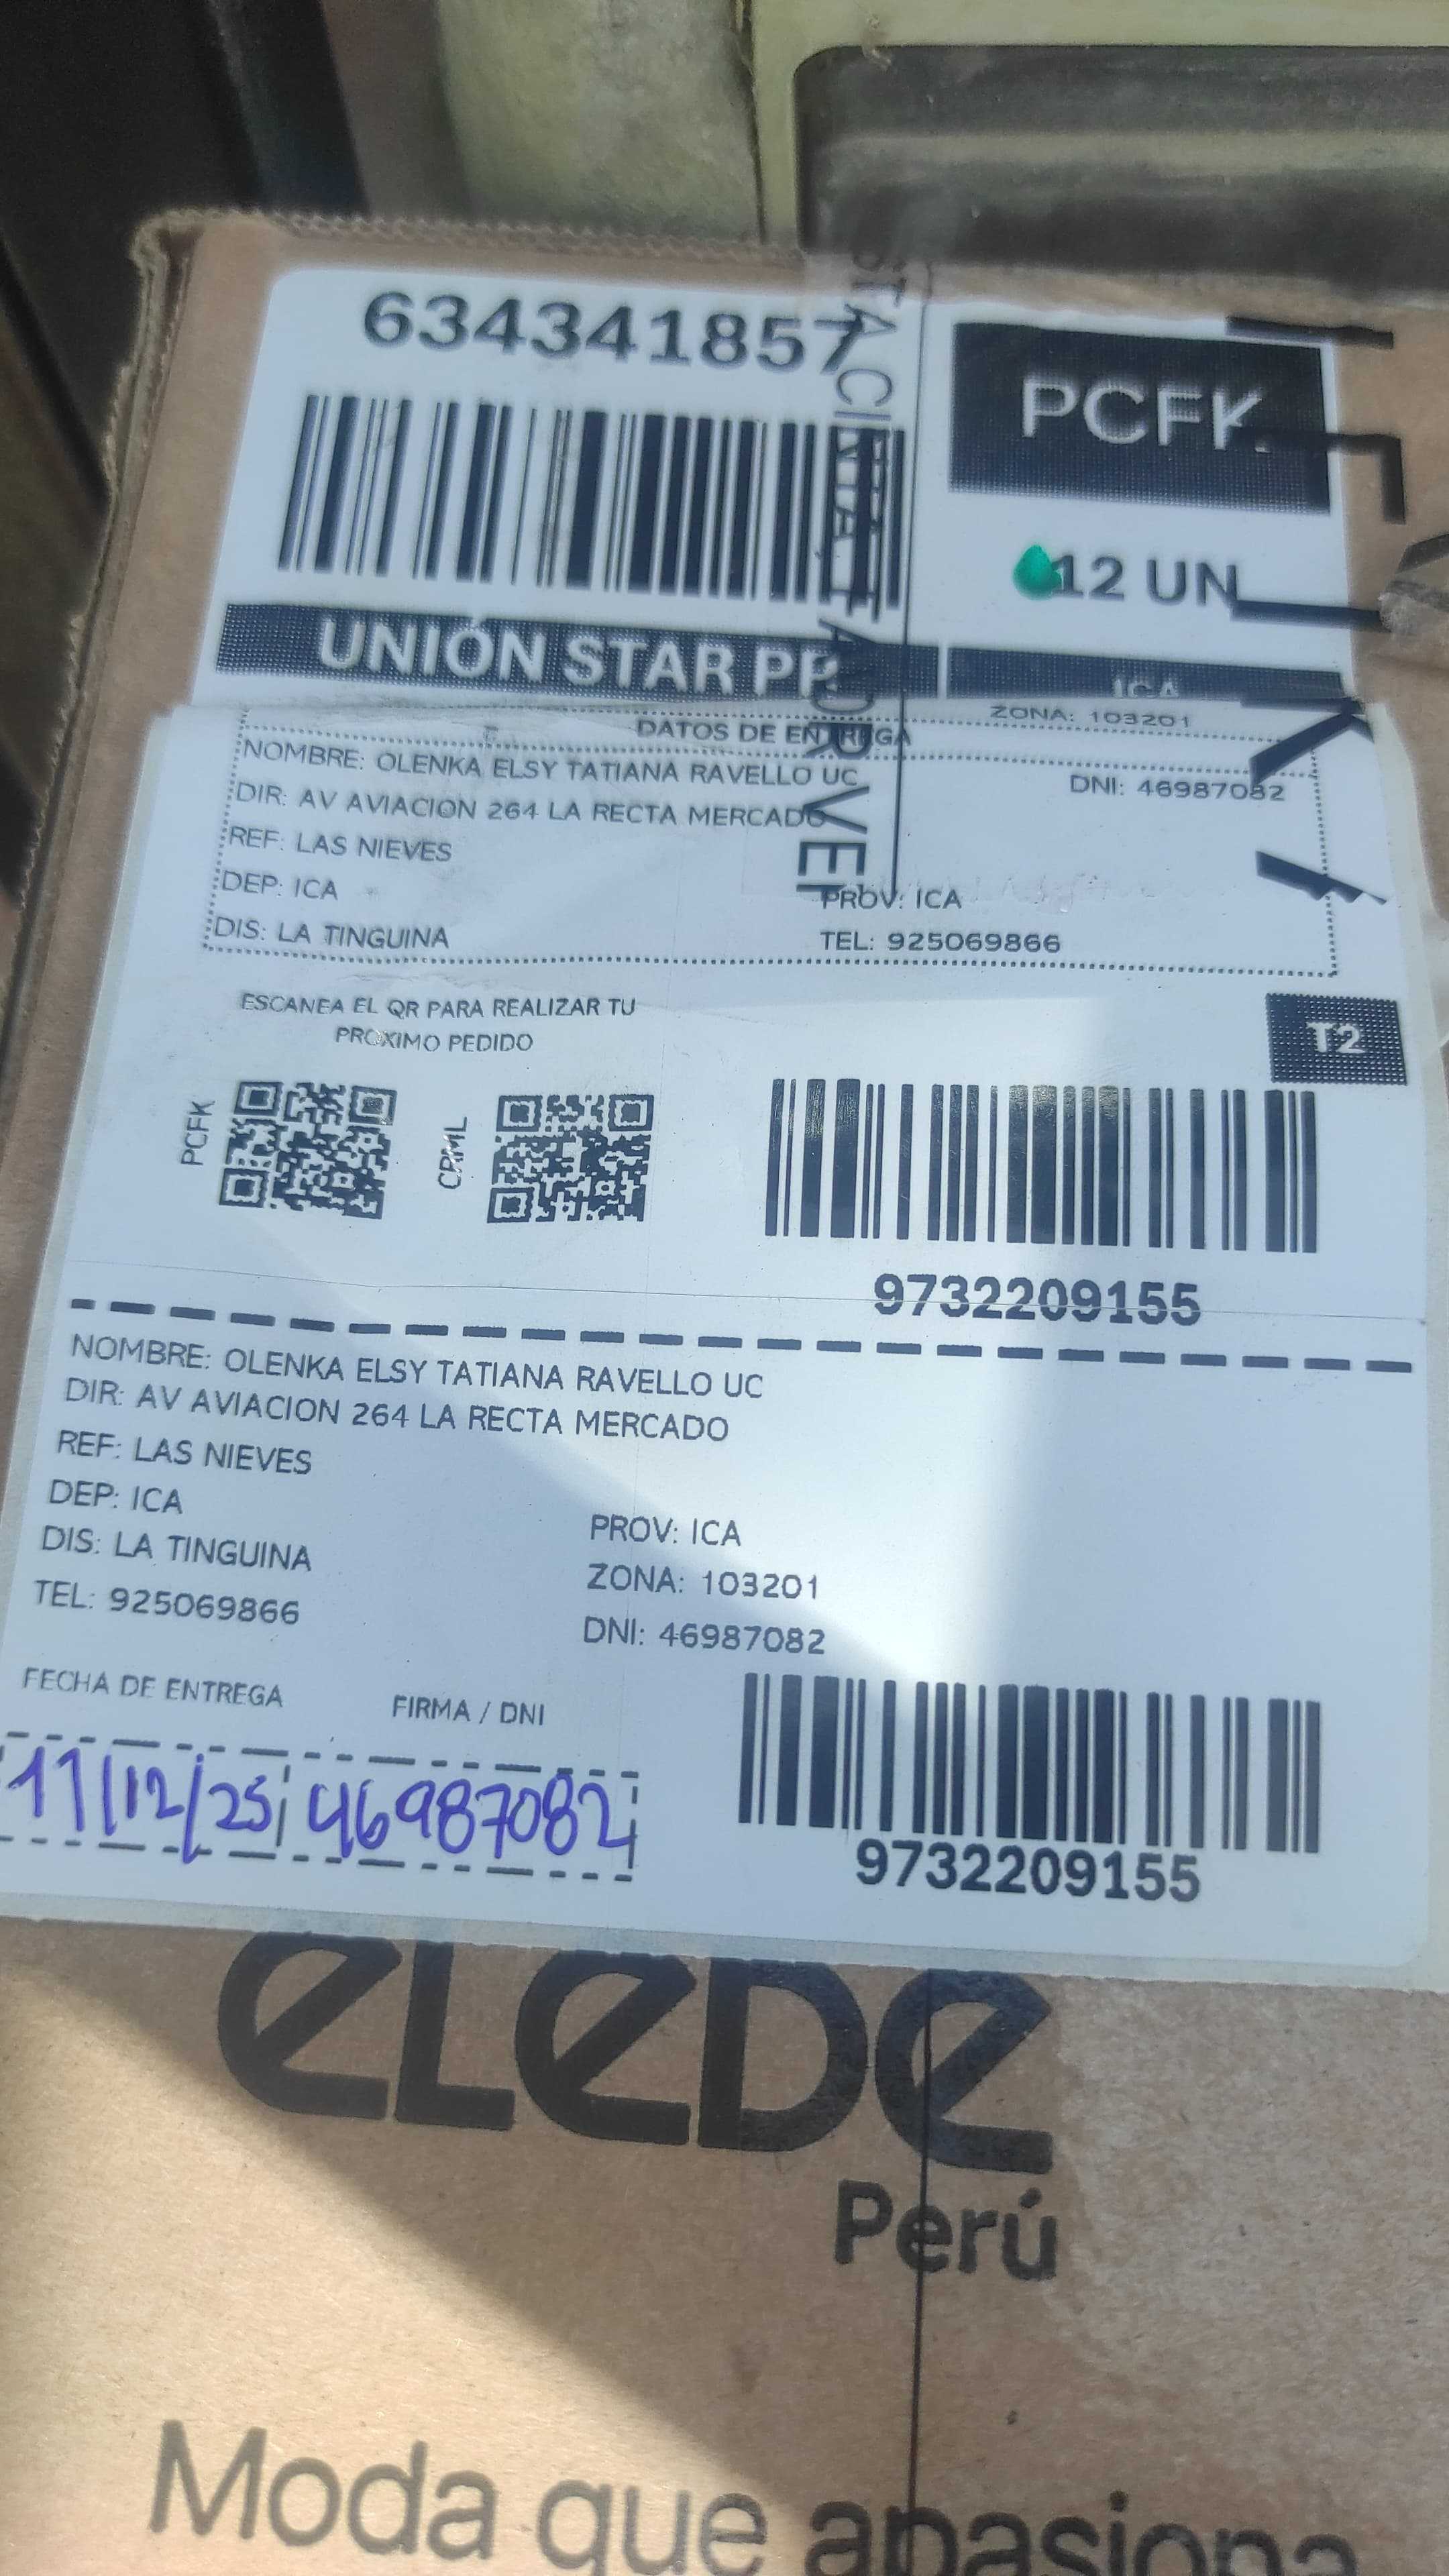 634341857
PCFK
12 UN
UNIÓN STAR
ICA
ZONA: 103201
DATOS DE ENTREGA
NOMBRE: OLENKA ELSY TATIANA RAVELLO UC
DNI: 46987082
DIR: AV AVIACION 264 LA RECTA MERCADO
REF: LAS NIEVES
DEP: ICA
PROV: ICA
DIS: LA TINGUINA
TEL: 925069866
ESCANEA EL QR PARA REALIZAR TU
PROXIMO PEDIDO
T2
PCFK
CRML
9732209155
NOMBRE: OLENKA ELSY TATIANA RAVELLO UC
DIR: AV AVIACION 264 LA RECTA MERCADO
REF: LAS NIEVES
DEP: ICA
PROV: ICA
DIS: LA TINGUINA
ZONA: 103201
TEL: 925069866
DNI: 46987082
FECHA DE ENTREGA
FIRMA / DNI
11/12/25 46987082
9732209155
eLeDe
Perú
Moda que apasiona